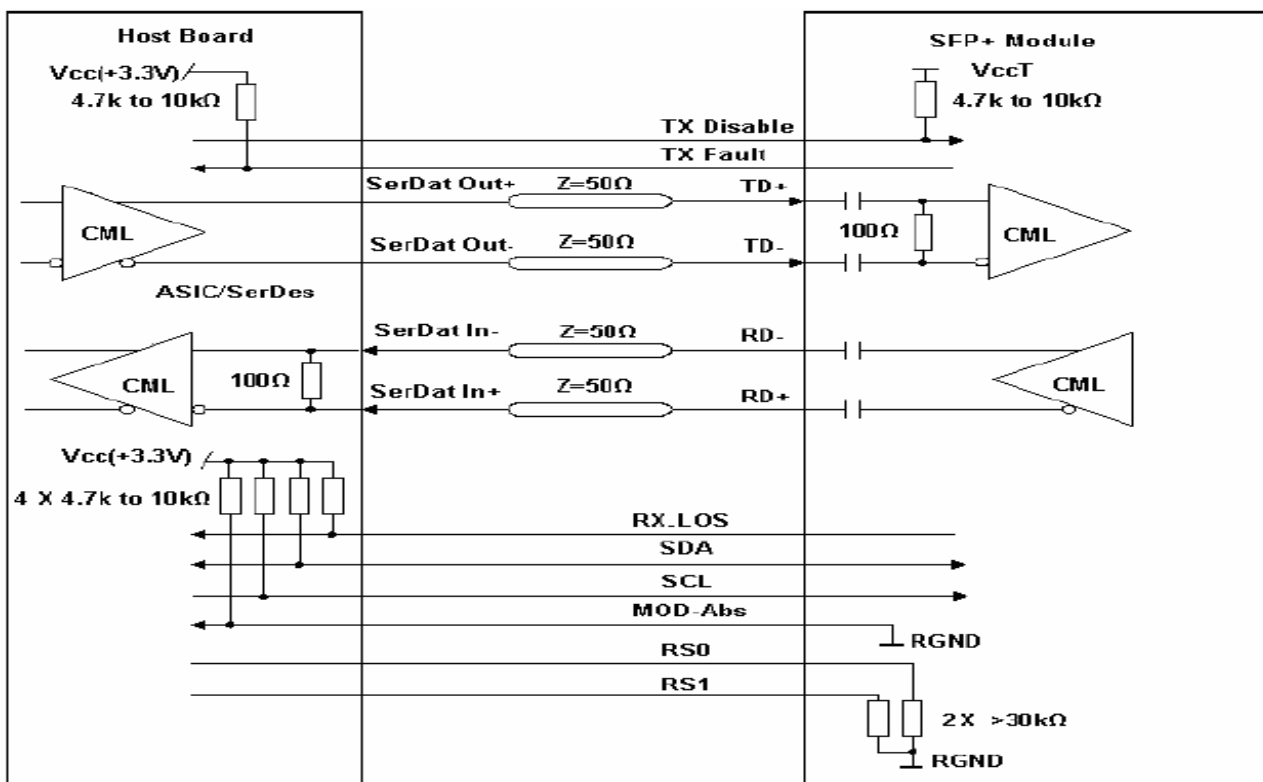 Host Board
SFP+ Module
Vcc(+3.3V)
4.7k to 10kΩ
VccT
4.7k to 10kΩ
TX Disable
TX Fault
SerDat Out+
Z=50Ω
TD+
CML
100Ω
CML
SerDat Out-
Z=50Ω
TD-
ASIC/SerDes
SerDat In-
Z=50Ω
RD-
CML
100Ω
CML
SerDat In+
Z=50Ω
RD+
Vcc(+3.3V)
4 X 4.7k to 10kΩ
RX_LOS
SDA
SCL
MOD-Abs
RGND
RS0
RS1
2X >30kΩ
RGND